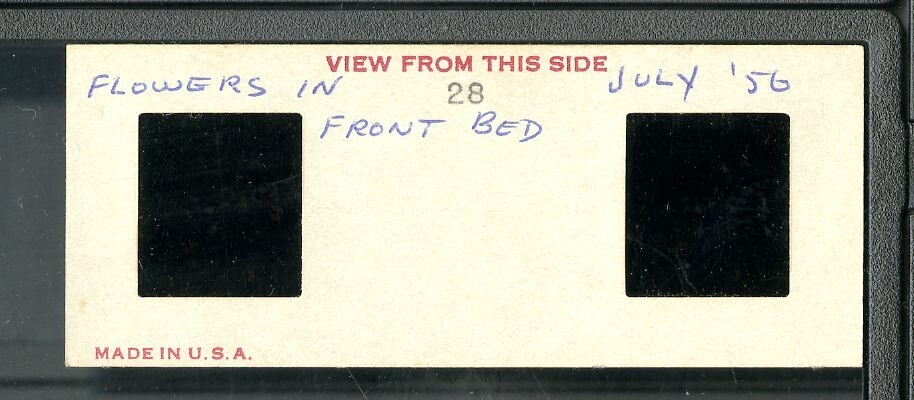 VIEW FROM THIS SIDE
FLOWERS IN
28
JULY '56
FRONT BED
MADE IN U.S.A.